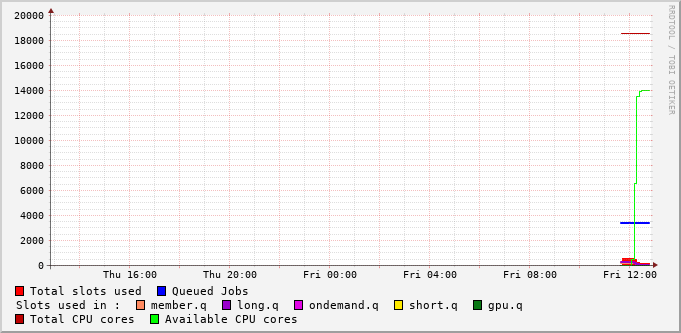 RRDTOOL / TOBI OETIKER
20000
18000
16000
14000
12000
10000
8000
6000
4000
2000
0
Thu 16:00 Thu 20:00 Fri 00:00 Fri 04:00 Fri 08:00 Fri 12:00
Total slots used Queued Jobs
Slots used in : member.q long.q ondemand.q short.q gpu.q
Total CPU cores Available CPU cores